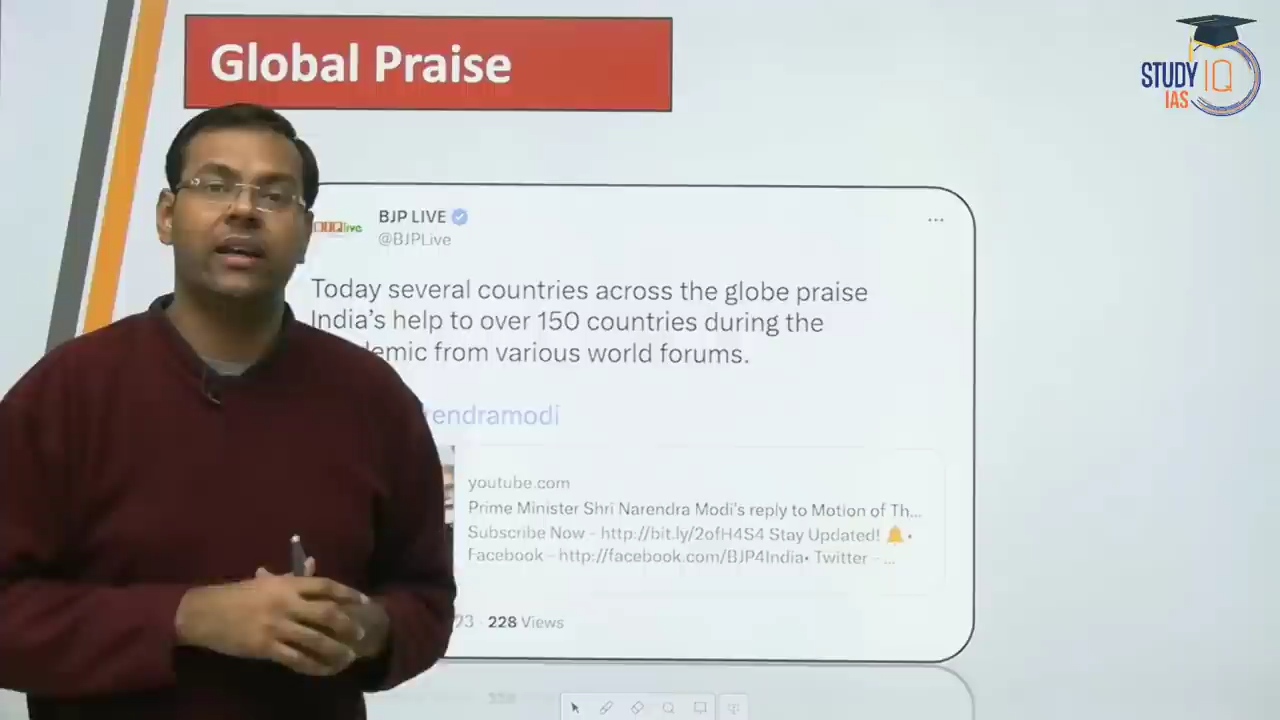 Global Praise
STUDY IQ
IAS
live
BJP LIVE
@BJPLive
Today several countries across the globe praise
India's help to over 150 countries during the
from various world forums.
youtube.com
Prime Minister Shri Narendra Modi's reply to Motion of Th...
Subscribe Now - http://bit.ly/2ofH4S4 Stay Updated! 🔔•
Facebook - http://facebook.com/BJP4India• Twitter - ...
228 Views